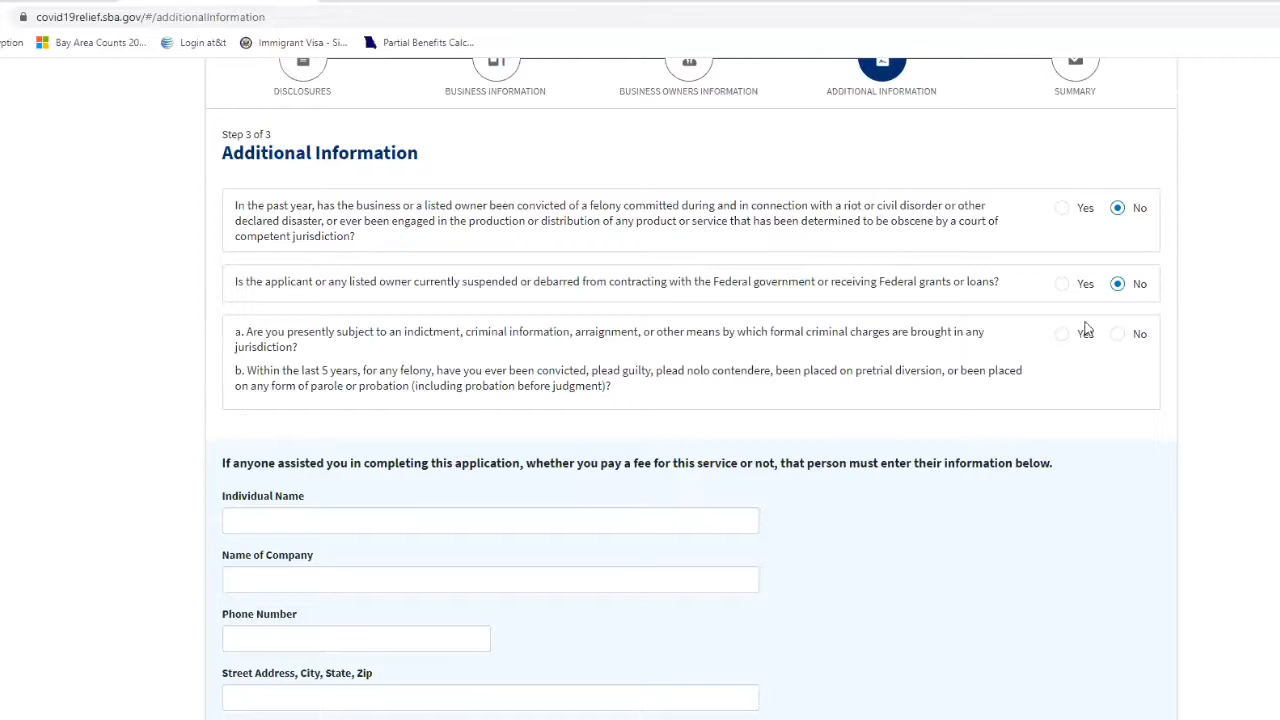 covid19relief.sba.gov/#/additionalInformation
ption Bay Area Counts 20... Login at&t Immigrant Visa - Si... Partial Benefits Calc...
DISCLOSURES BUSINESS INFORMATION BUSINESS OWNERS INFORMATION ADDITIONAL INFORMATION SUMMARY
Step 3 of 3
Additional Information
In the past year, has the business or a listed owner been convicted of a felony committed during and in connection with a riot or civil disorder or other
declared disaster, or ever been engaged in the production or distribution of any product or service that has been determined to be obscene by a court of
competent jurisdiction?
Yes No
Is the applicant or any listed owner currently suspended or debarred from contracting with the Federal government or receiving Federal grants or loans?
Yes No
a. Are you presently subject to an indictment, criminal information, arraignment, or other means by which formal criminal charges are brought in any
jurisdiction?
b. Within the last 5 years, for any felony, have you ever been convicted, plead guilty, plead nolo contendere, been placed on pretrial diversion, or been placed
on any form of parole or probation (including probation before judgment)?
Yes No
If anyone assisted you in completing this application, whether you pay a fee for this service or not, that person must enter their information below.
Individual Name
Name of Company
Phone Number
Street Address, City, State, Zip